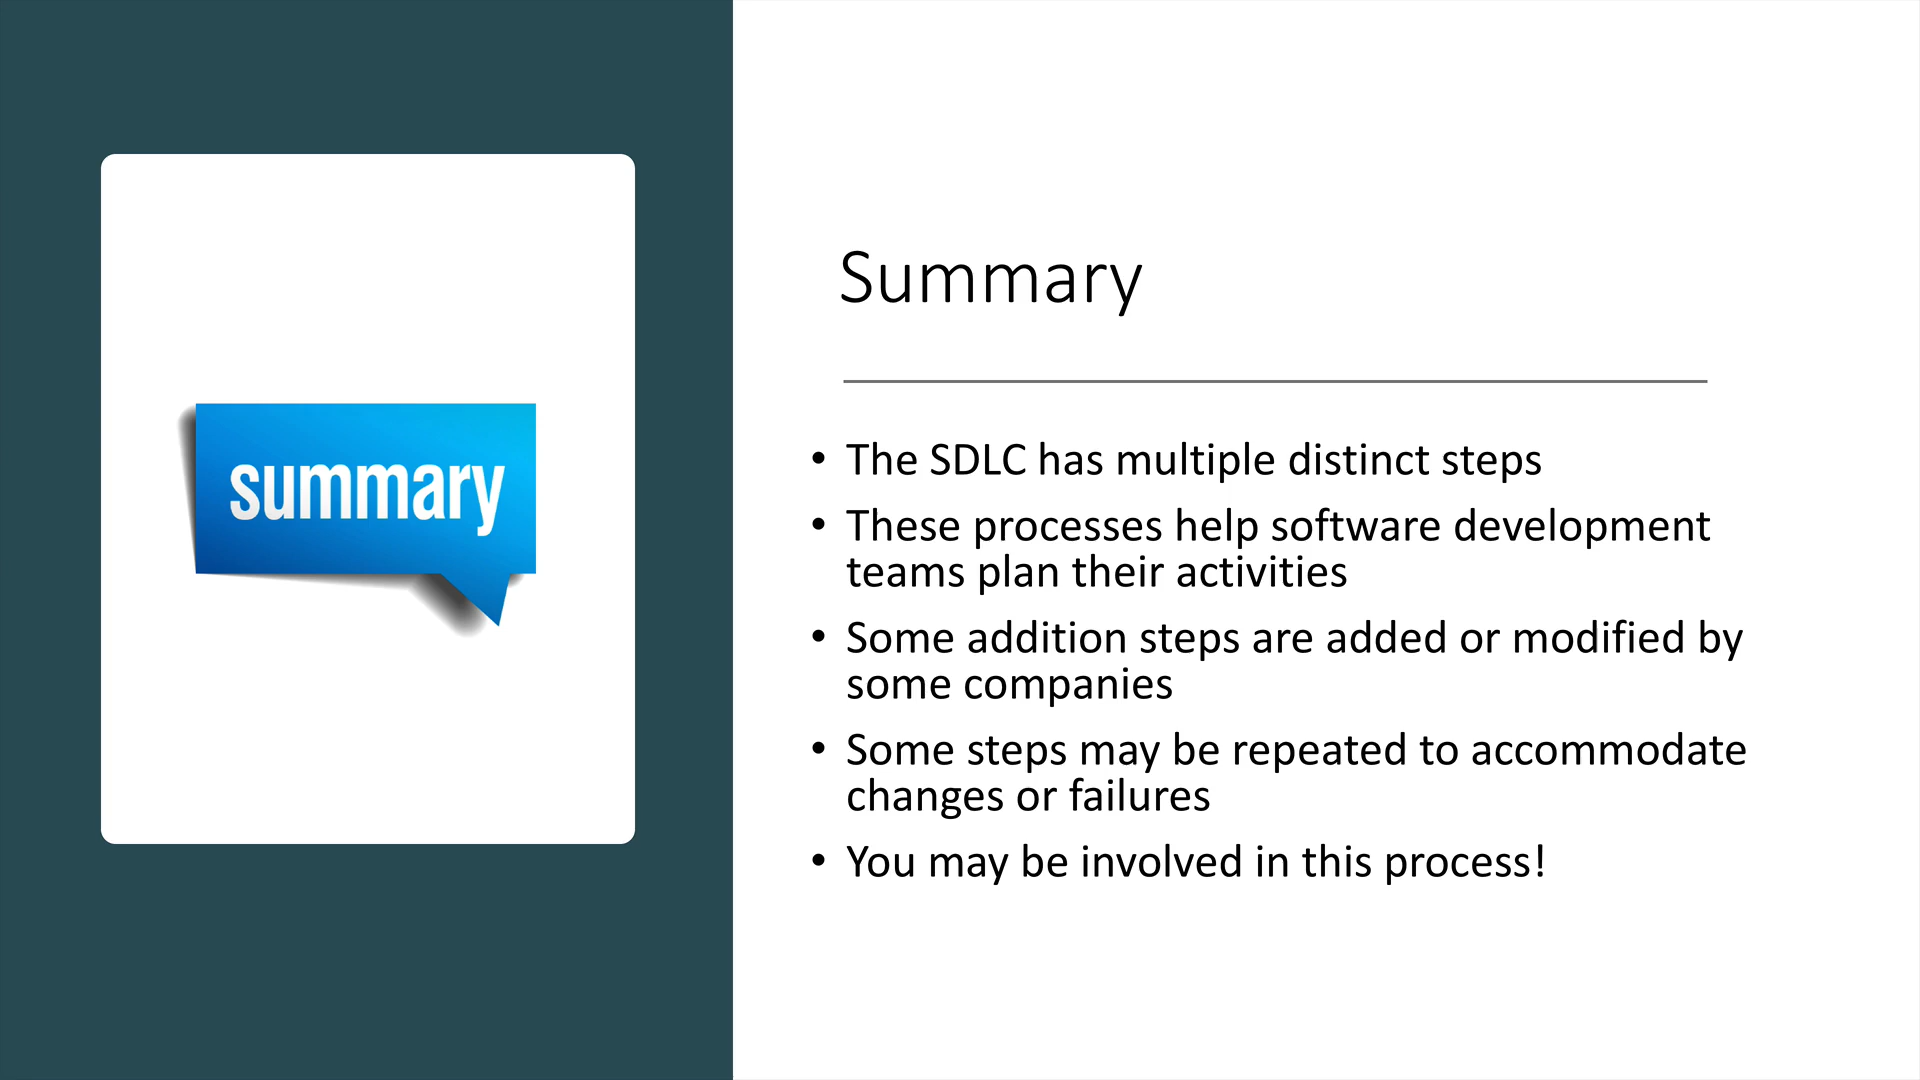 summary
Summary
• The SDLC has multiple distinct steps
• These processes help software development
teams plan their activities
• Some addition steps are added or modified by
some companies
• Some steps may be repeated to accommodate
changes or failures
• You may be involved in this process!